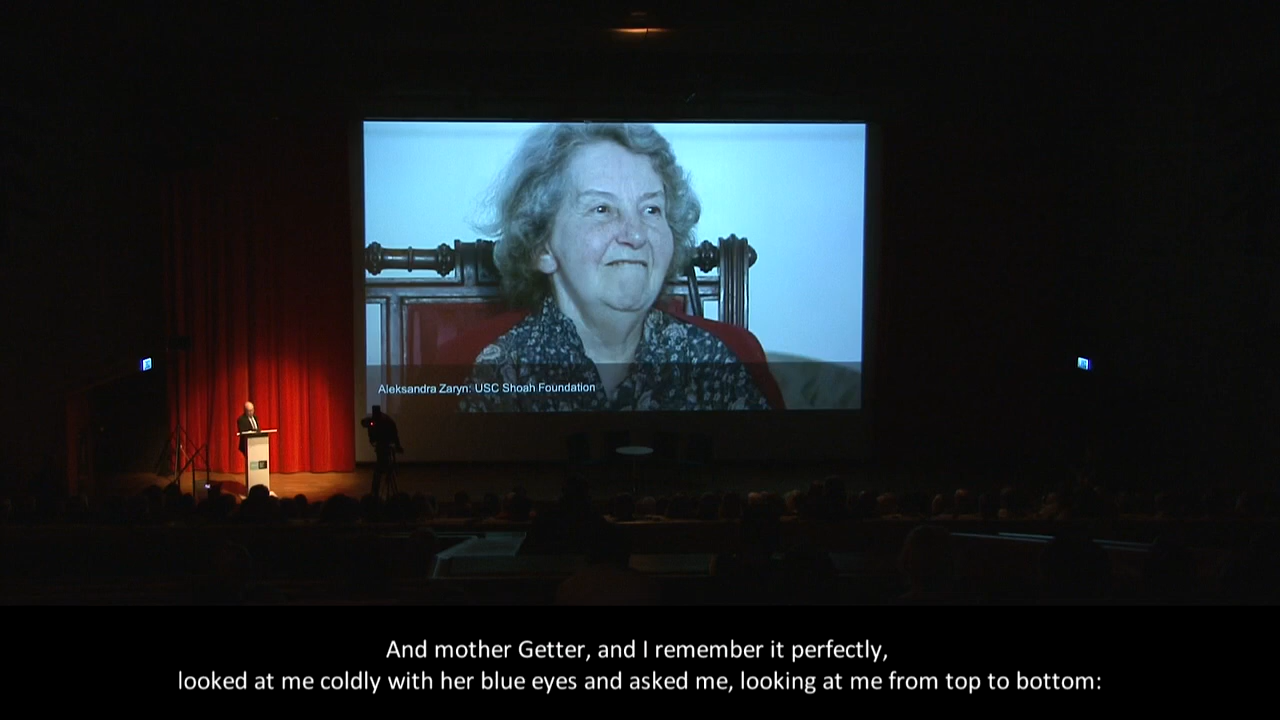 Aleksandra Zaryn: USC Shoah Foundation
And mother Getter, and I remember it perfectly,
looked at me coldly with her blue eyes and asked me, looking at me from top to bottom: